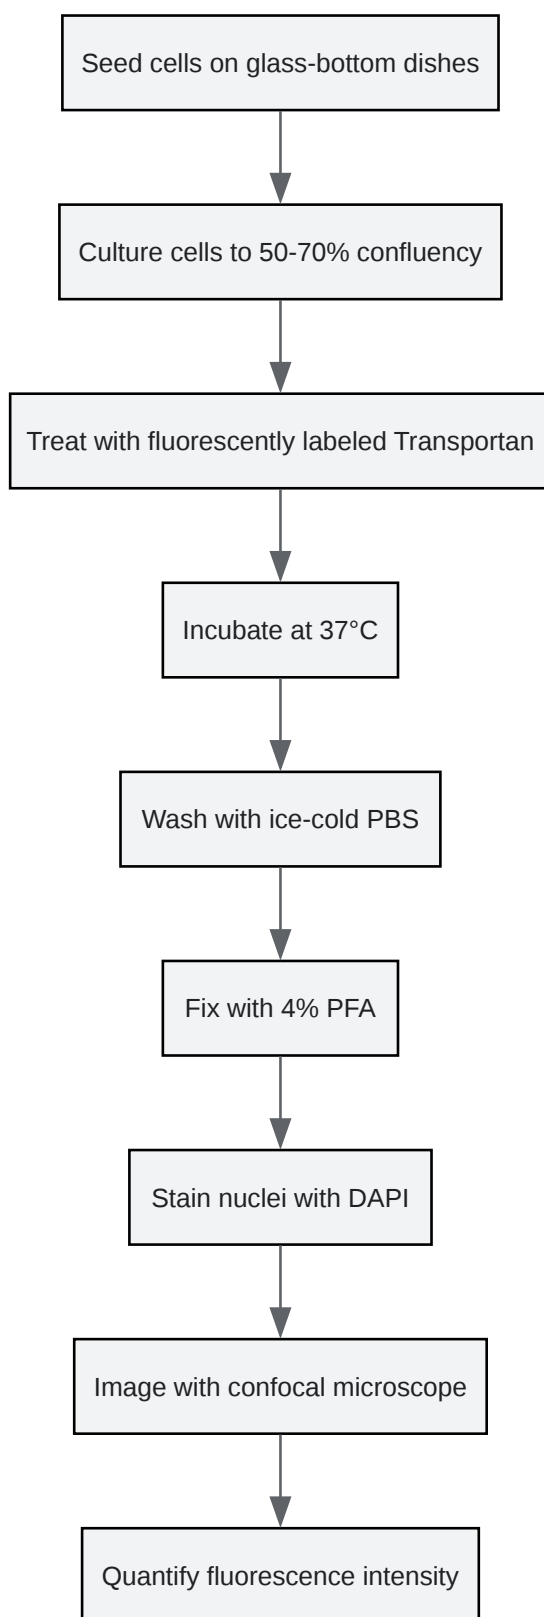 Seed cells on glass-bottom dishes
Culture cells to 50-70% confluency
Treat with fluorescently labeled Transportan
Incubate at 37°C
Wash with ice-cold PBS
Fix with 4% PFA
Stain nuclei with DAPI
Image with confocal microscope
Quantify fluorescence intensity